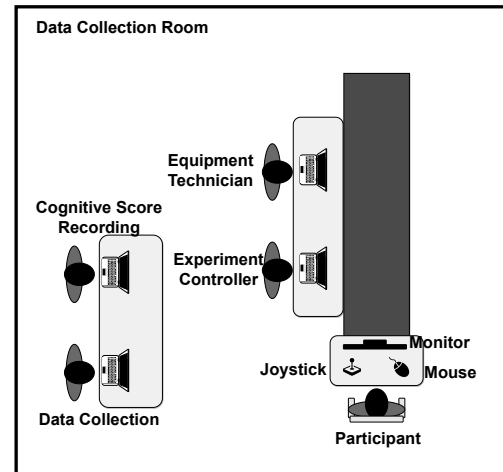 Data Collection Room
Equipment
Technician
Cognitive Score
Recording
Experiment
Controller
Monitor
Joystick
Mouse
Data Collection
Participant